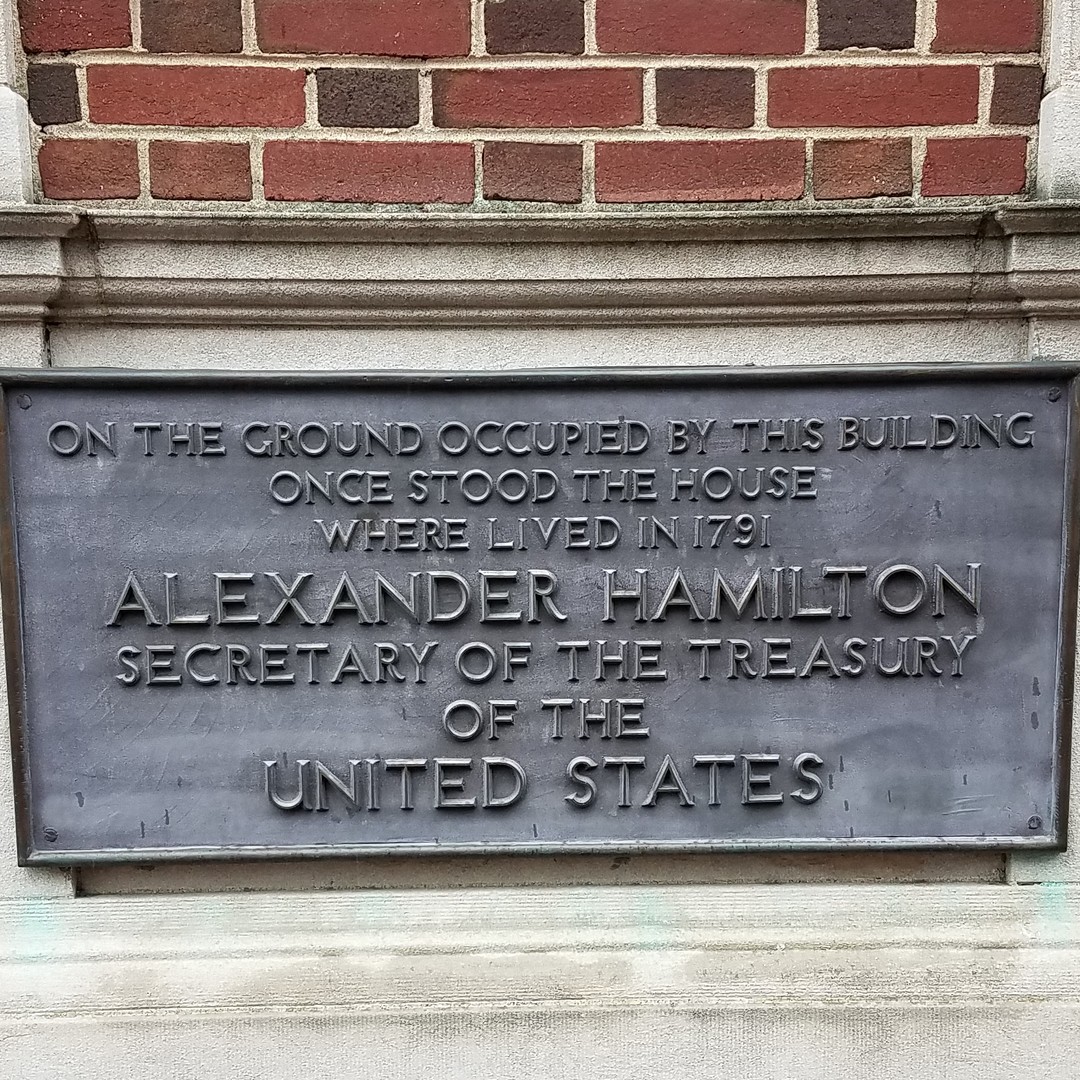 ON THE GROUND OCCUPIED BY THIS BUILDING
ONCE STOOD THE HOUSE
WHERE LIVED IN 1791
ALEXANDER HAMILTON
SECRETARY OF THE TREASURY
OF THE
UNITED STATES